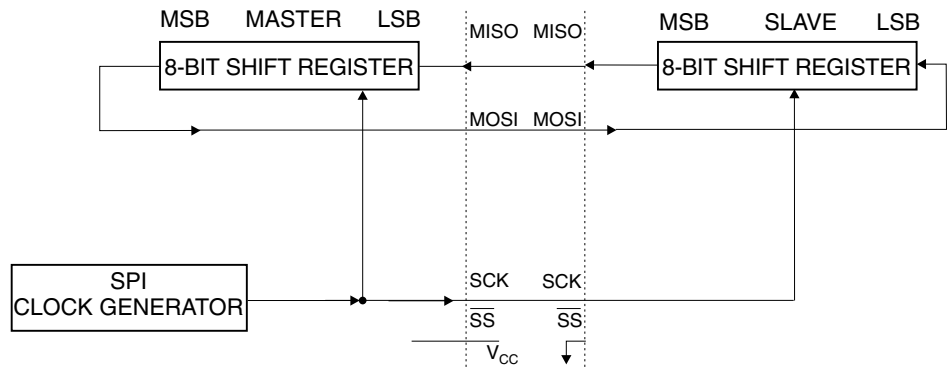 MSB MASTER LSB
8-BIT SHIFT REGISTER
MISO MISO
MSB SLAVE LSB
8-BIT SHIFT REGISTER
MOSI MOSI
SPI
CLOCK GENERATOR
SCK SCK
SS SS
VCC